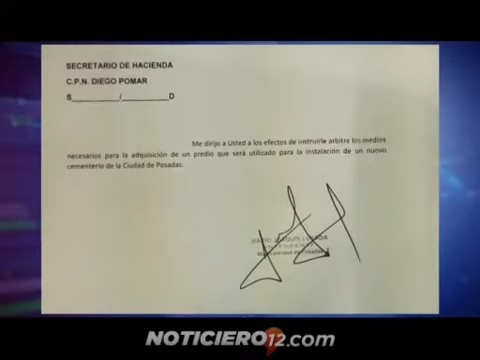 SECRETARIO DE HACIENDA
C.P.N. DIEGO POMAR
S__________/__________D
Me dirijo a Usted a los efectos de instruirle arbitre los medios
necesarios para la adquisición de un predio que será utilizado para la instalación de un nuevo
cementerio de la Ciudad de Posadas.
NOTICIERO12.com